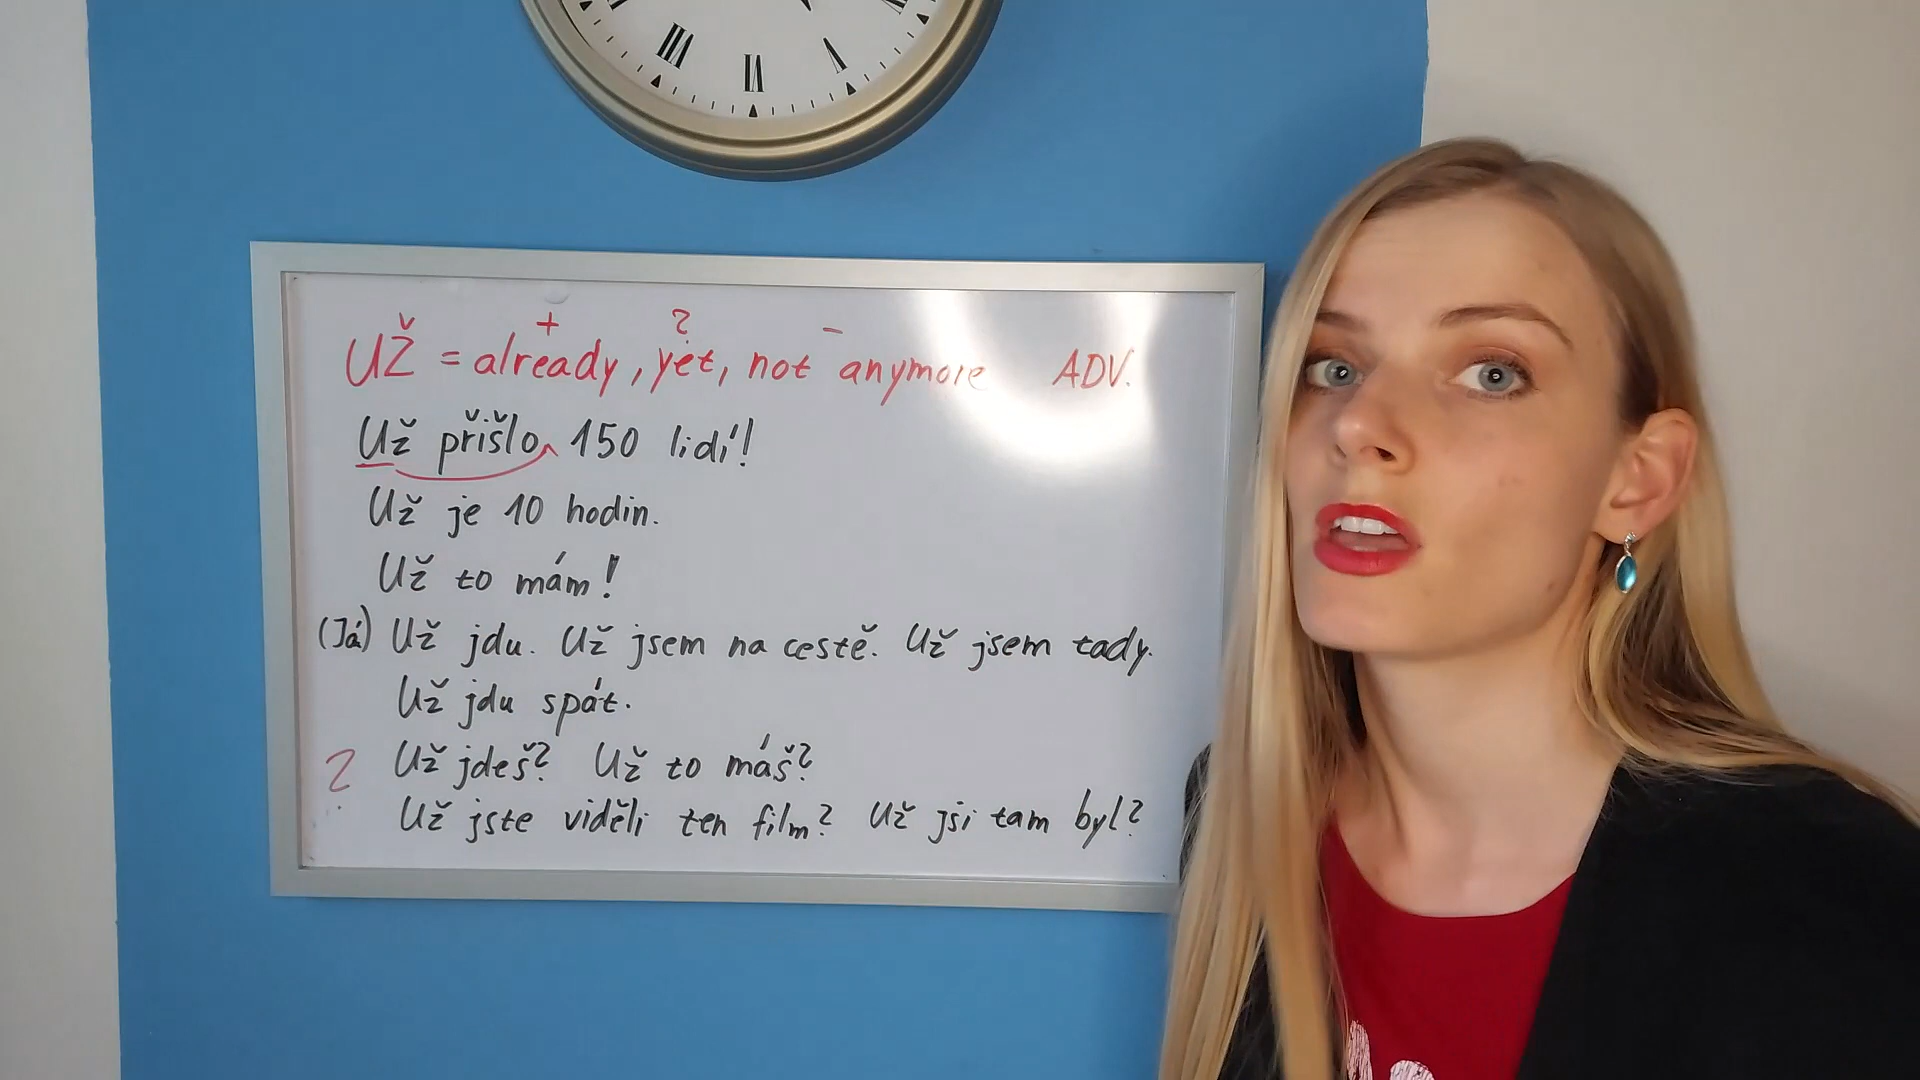 VII VI V
+ ? -
UŽ = already, yet, not anymore ADV.
Už přišlo 150 lidí!
Už je 10 hodin.
Už to mám!
(Já) Už jdu. Už jsem na cestě. Už jsem tady.
Už jdu spát.
? Už jdeš? Už to máš?
Už jste viděli ten film? Už jsi tam byl?